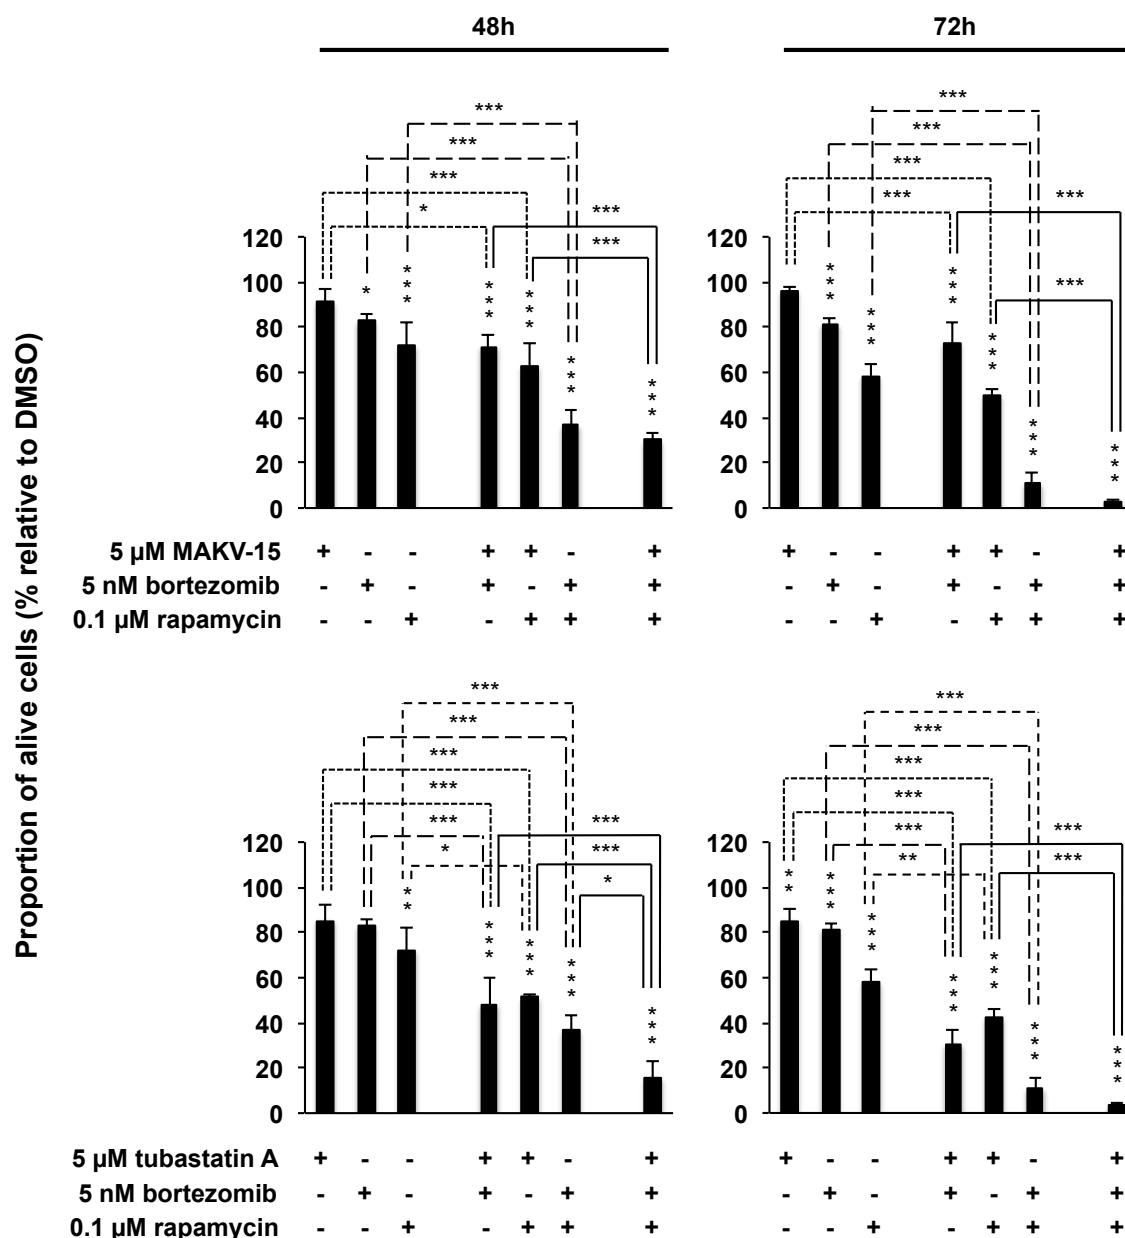 48h 72h
*** ***
*** ***
*** *** *** ***
* *** *** ***
*** ***
120 120
100 100
80 80
60 60
40 40
20 20
0 0
* *** *** *** *** *** ***
*** *** *** *** *** *** ***
Proportion of alive cells (% relative to DMSO)
5 µM MAKV-15 + - - + + - + + - - + + - +
5 nM bortezomib - + - + - + + - + - + - + +
0.1 µM rapamycin - - + - + + + - - + - + + +
*** ***
*** ***
*** ***
*** ***
*** *** *** ***
* *** ** ***
*
120 120
100 100
80 80
60 60
40 40
20 20
0 0
** *** *** *** ***
** *** *** *** *** *** ***
5 µM tubastatin A + - - + + - + + - - + + - +
5 nM bortezomib - + - + - + + - + - + - + +
0.1 µM rapamycin - - + - + + + - - + - + + +